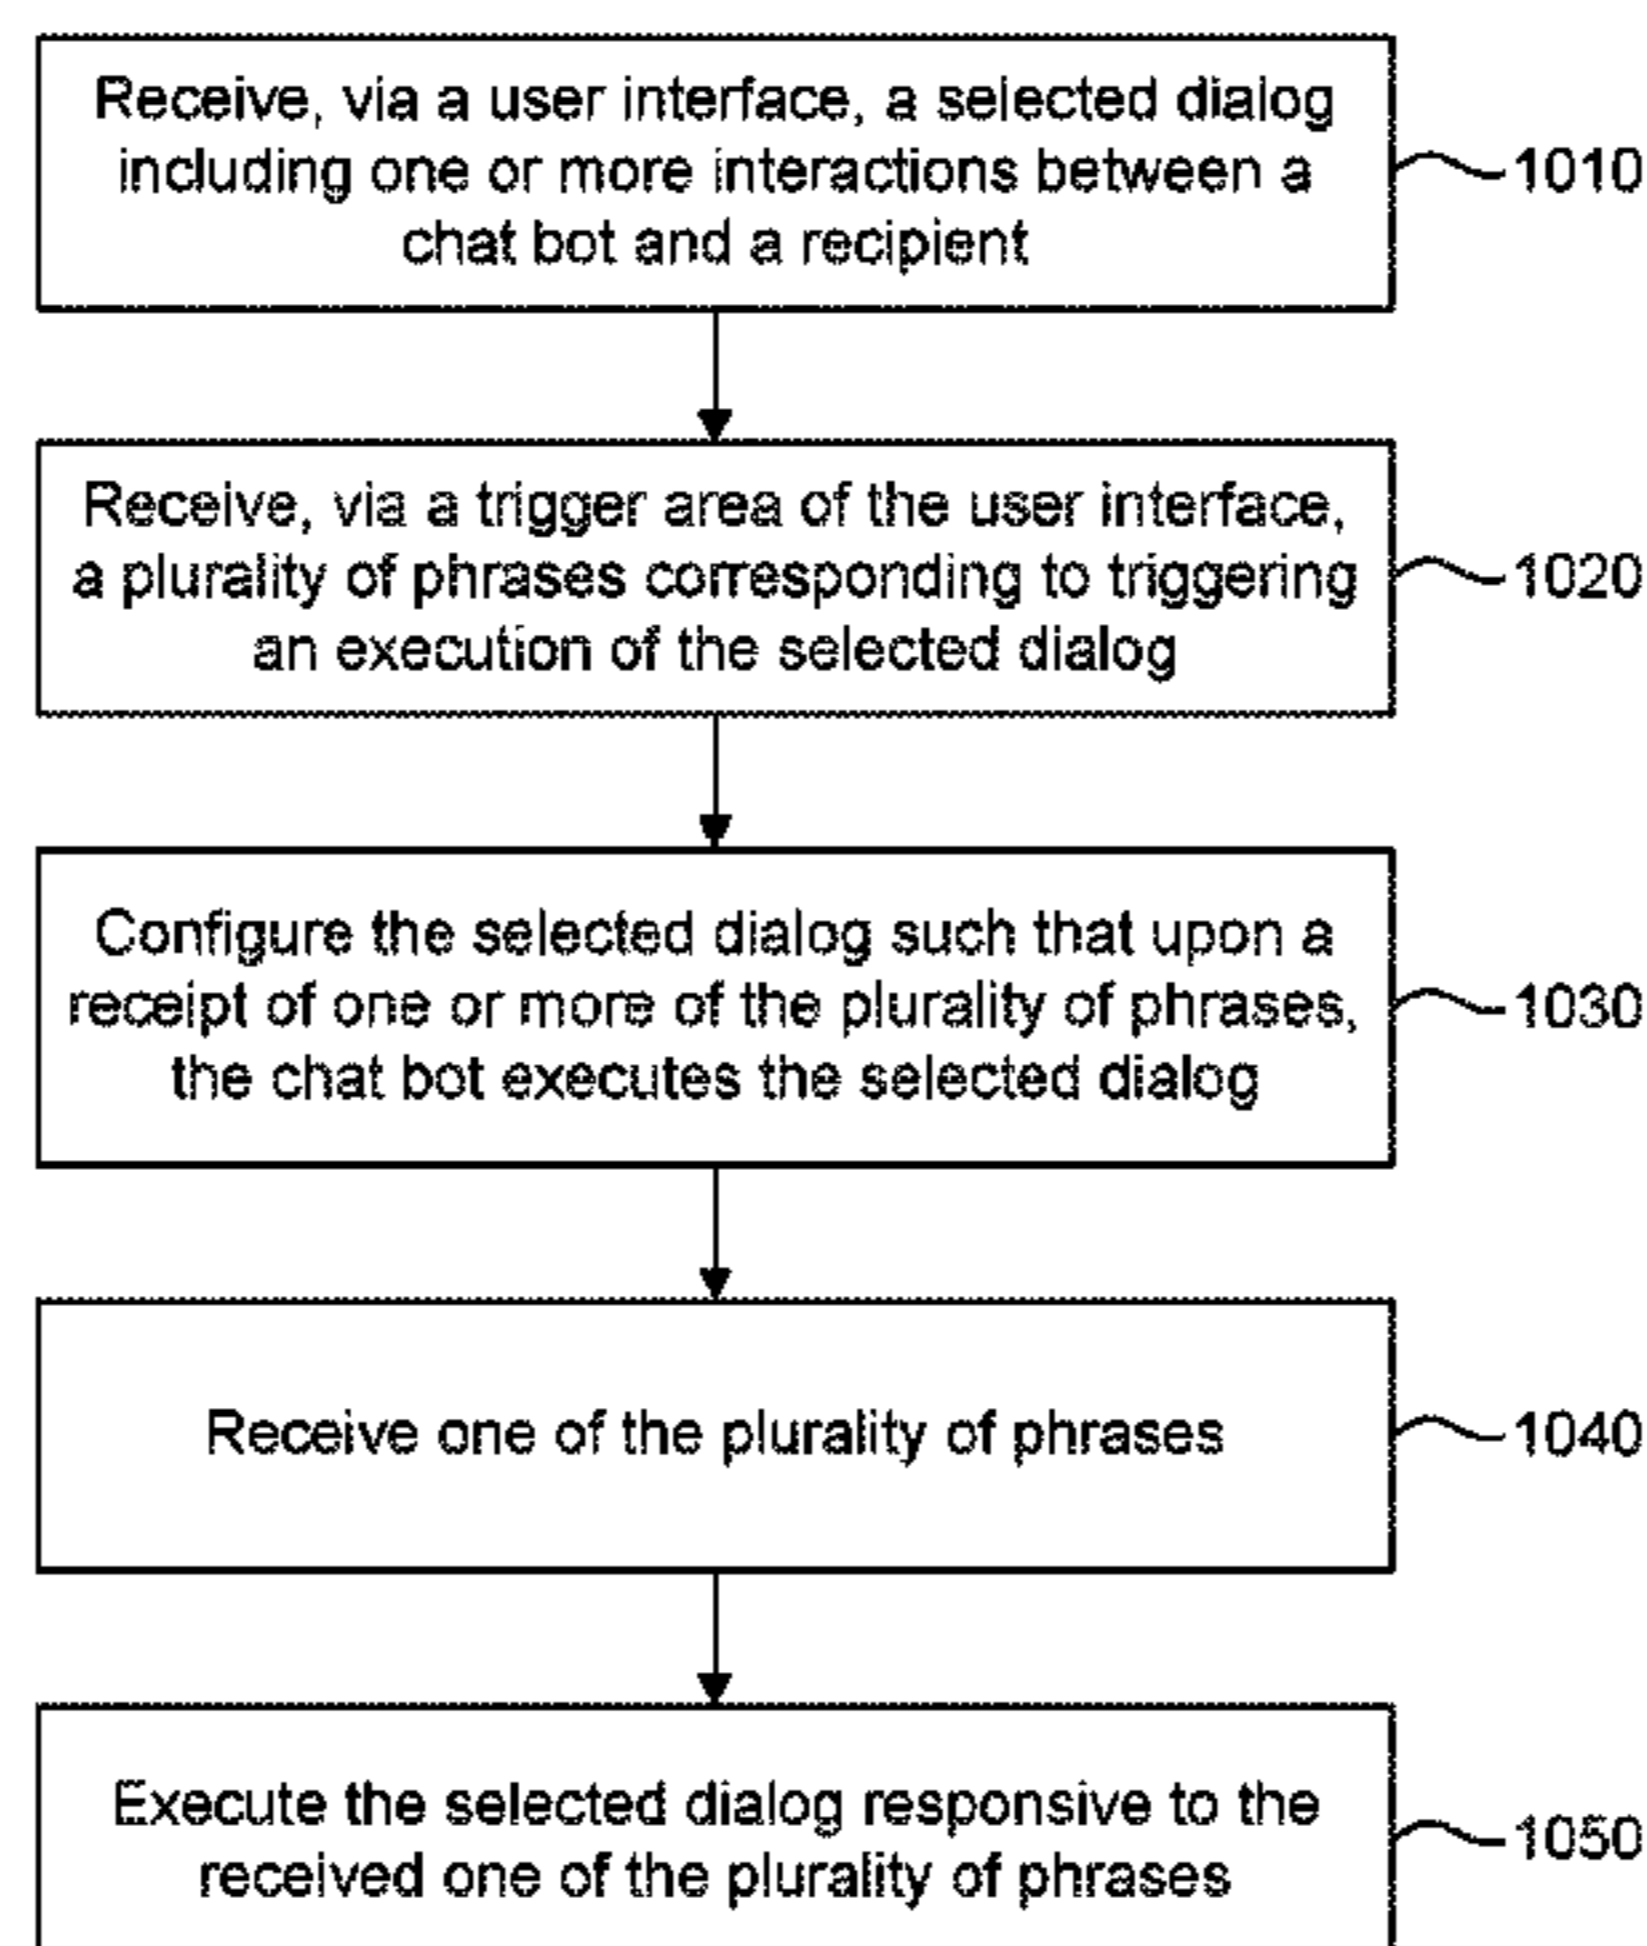 Receive, via a user interface, a selected dialog
including one or more interactions between a
chat bot and a recipient
1010
Receive, via a trigger area of the user interface,
a plurality of phrases corresponding to triggering
an execution of the selected dialog
1020
Configure the selected dialog such that upon a
receipt of one or more of the plurality of phrases,
the chat bot executes the selected dialog
1030
Receive one of the plurality of phrases
1040
Execute the selected dialog responsive to the
received one of the plurality of phrases
1050